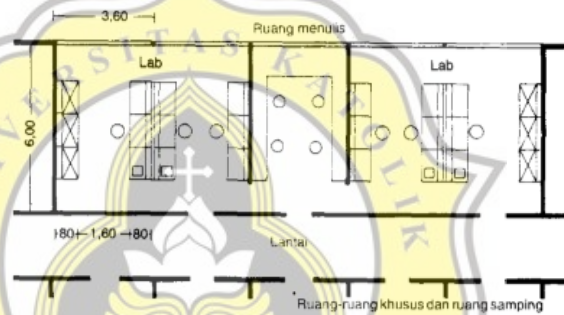 3,60
Ruang menulis
Lab
Lab
6,00
80 1,60 80
Lantai
Ruang-ruang khusus dan ruang samping